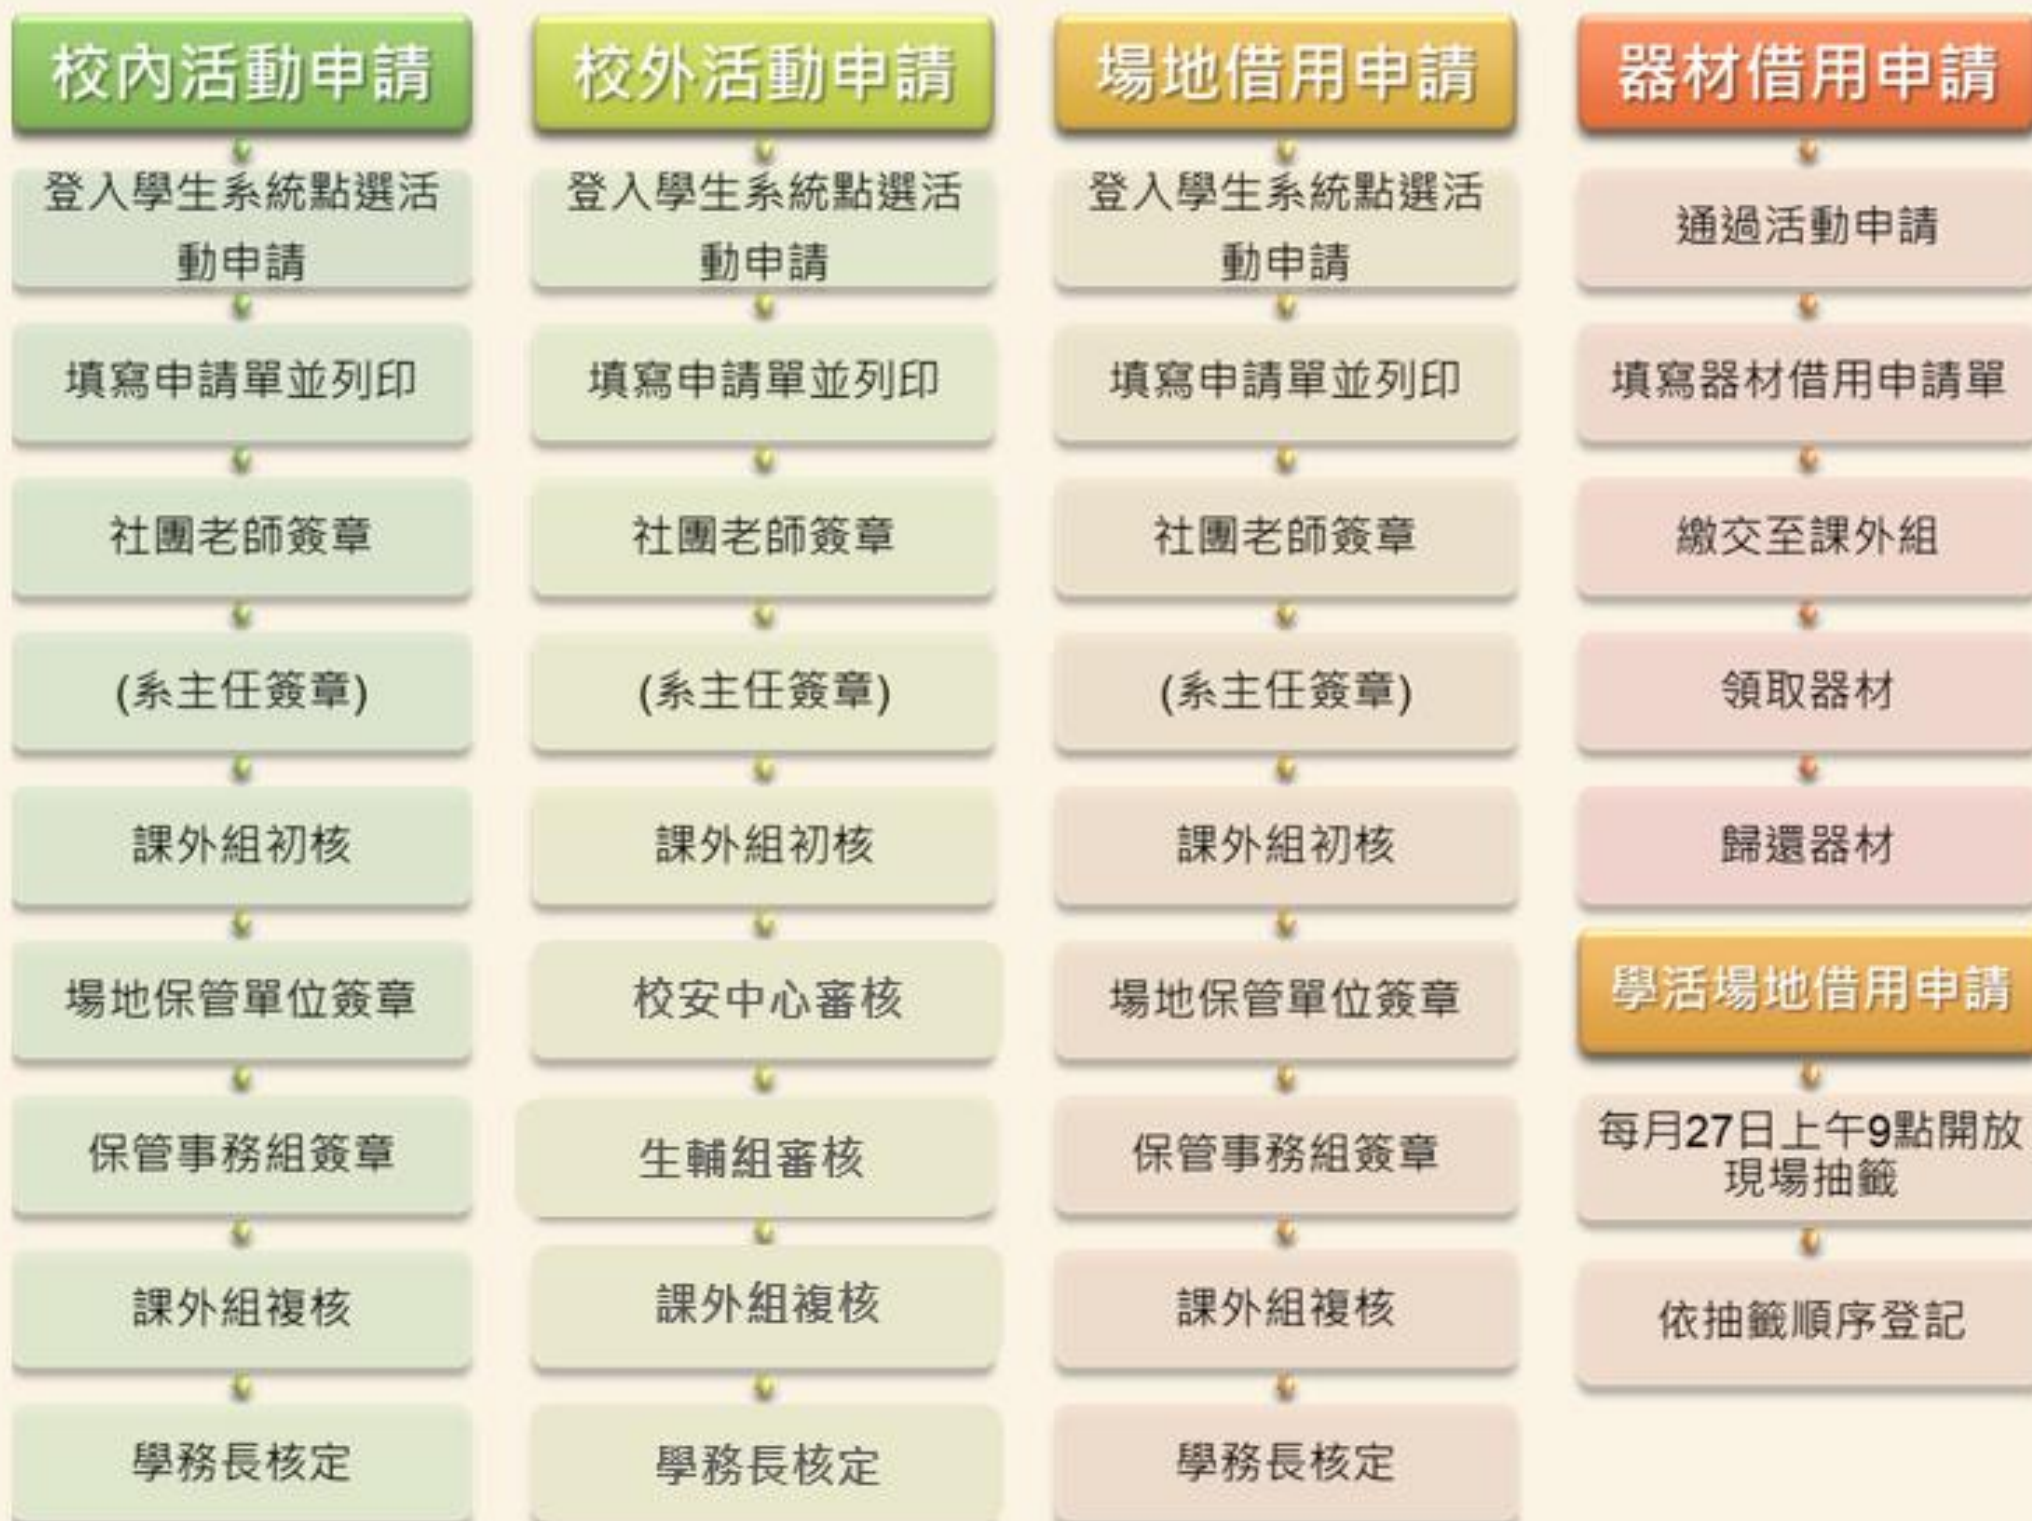 校內活動申請
登入學生系統點選活
動申請
填寫申請單並列印
社團老師簽章
(系主任簽章)
課外組初核
場地保管單位簽章
保管事務組簽章
課外組複核
學務長核定
校外活動申請
登入學生系統點選活
動申請
填寫申請單並列印
社團老師簽章
(系主任簽章)
課外組初核
校安中心審核
生輔組審核
課外組複核
學務長核定
場地借用申請
登入學生系統點選活
動申請
填寫申請單並列印
社團老師簽章
(系主任簽章)
課外組初核
場地保管單位簽章
保管事務組簽章
課外組複核
學務長核定
器材借用申請
通過活動申請
填寫器材借用申請單
繳交至課外組
領取器材
歸還器材
學活場地借用申請
每月27日上午9點開放
現場抽籤
依抽籤順序登記